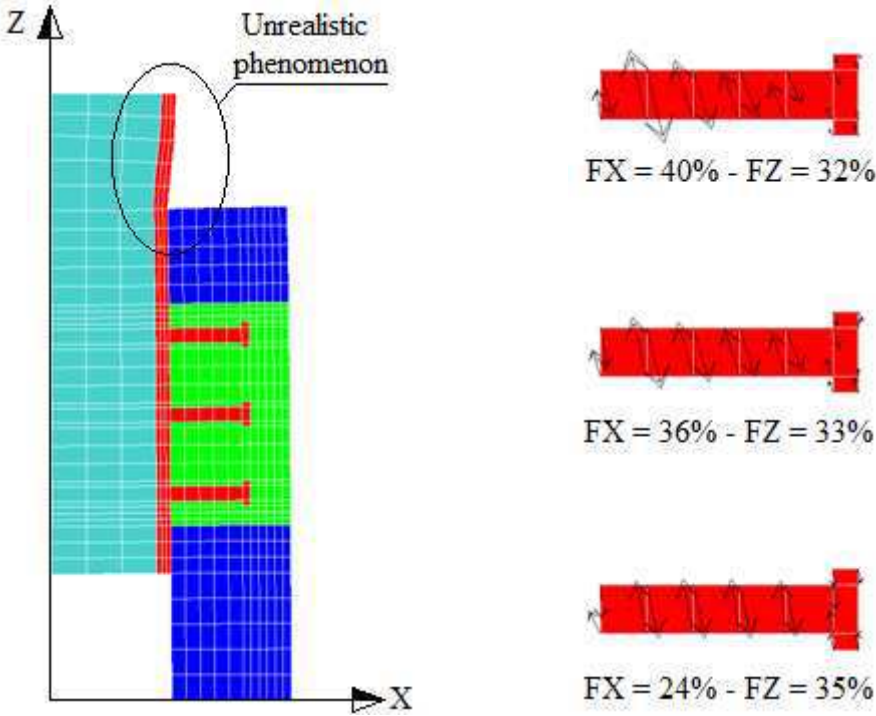 Z
Unrealistic
phenomenon
X
FX = 40% - FZ = 32%
FX = 36% - FZ = 33%
FX = 24% - FZ = 35%